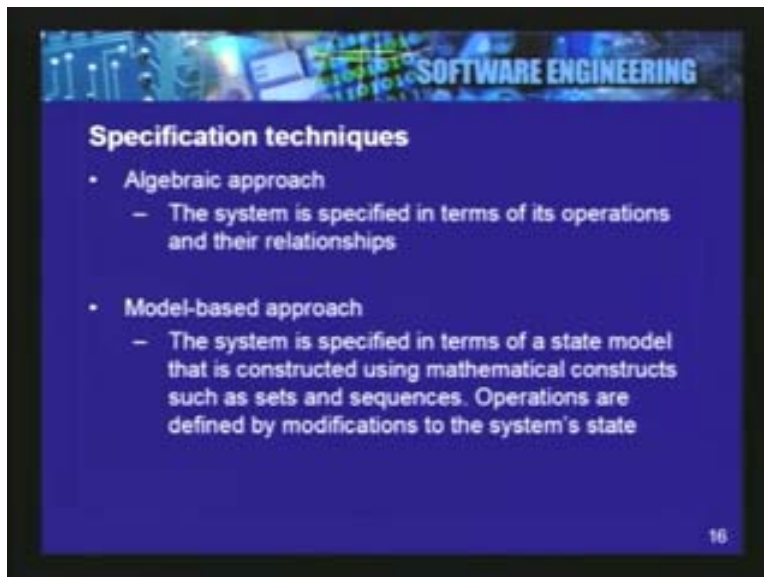 SOFTWARE ENGINEERING
Specification techniques
• Algebraic approach
– The system is specified in terms of its operations
and their relationships
• Model-based approach
– The system is specified in terms of a state model
that is constructed using mathematical constructs
such as sets and sequences. Operations are
defined by modifications to the system's state
16